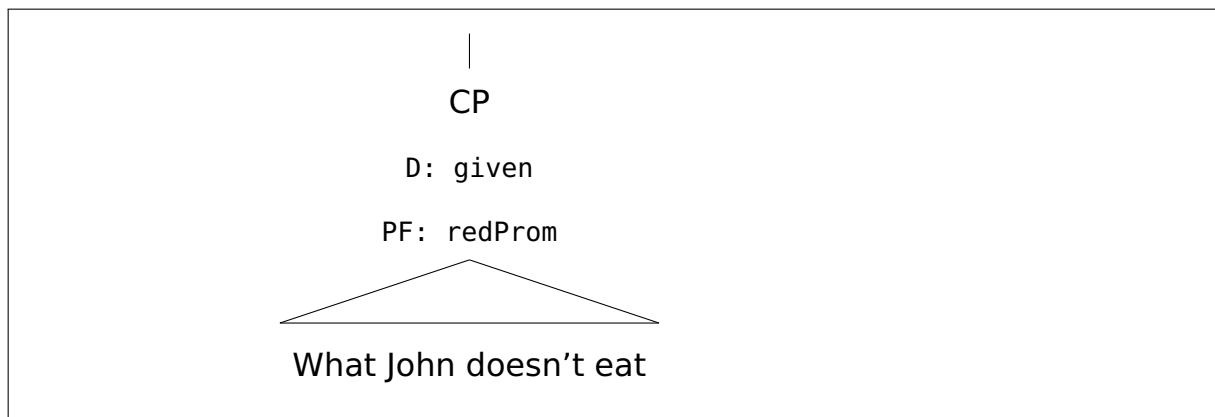 CP
D: given
PF: redProm
What John doesn’t eat